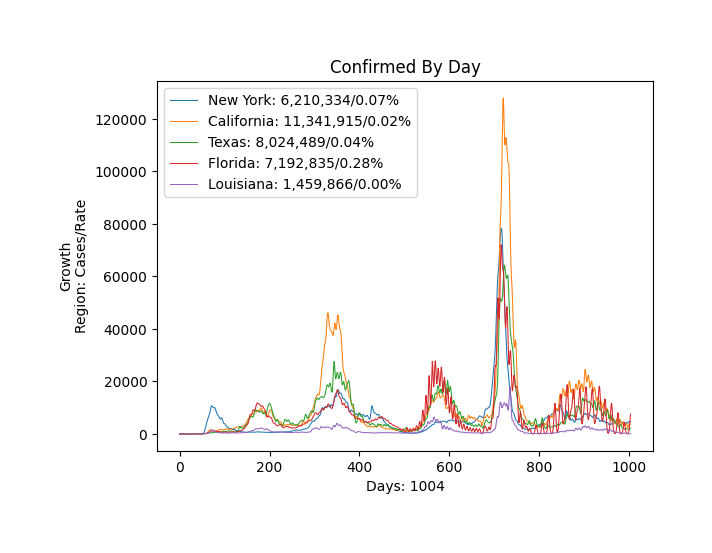 Confirmed By Day
New York: 6,210,334/0.07%
California: 11,341,915/0.02%
Texas: 8,024,489/0.04%
Florida: 7,192,835/0.28%
Louisiana: 1,459,866/0.00%
Growth
Region: Cases/Rate
120000
100000
80000
60000
40000
20000
0
0 200 400 600 800 1000
Days: 1004